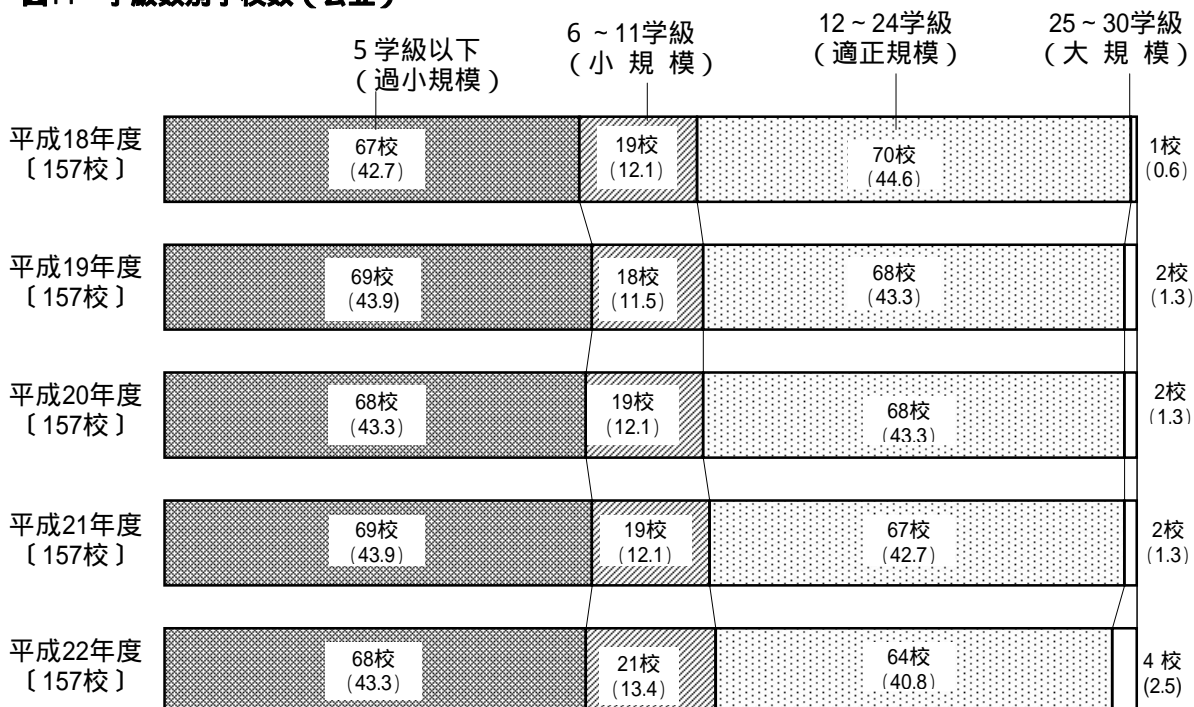 5学級以下
（過小規模）
6 ~11学級
（小 規 模）
12~24学級
（適正規模）
25~30学級
（大 規 模）
平成18年度
〔157校〕
67校
(42.7)
19校
(12.1)
70校
(44.6)
1校
(0.6)
平成19年度
〔157校〕
69校
(43.9)
18校
(11.5)
68校
(43.3)
2校
(1.3)
平成20年度
〔157校〕
68校
(43.3)
19校
(12.1)
68校
(43.3)
2校
(1.3)
平成21年度
〔157校〕
69校
(43.9)
19校
(12.1)
67校
(42.7)
2校
(1.3)
平成22年度
〔157校〕
68校
(43.3)
21校
(13.4)
64校
(40.8)
4 校
(2.5)